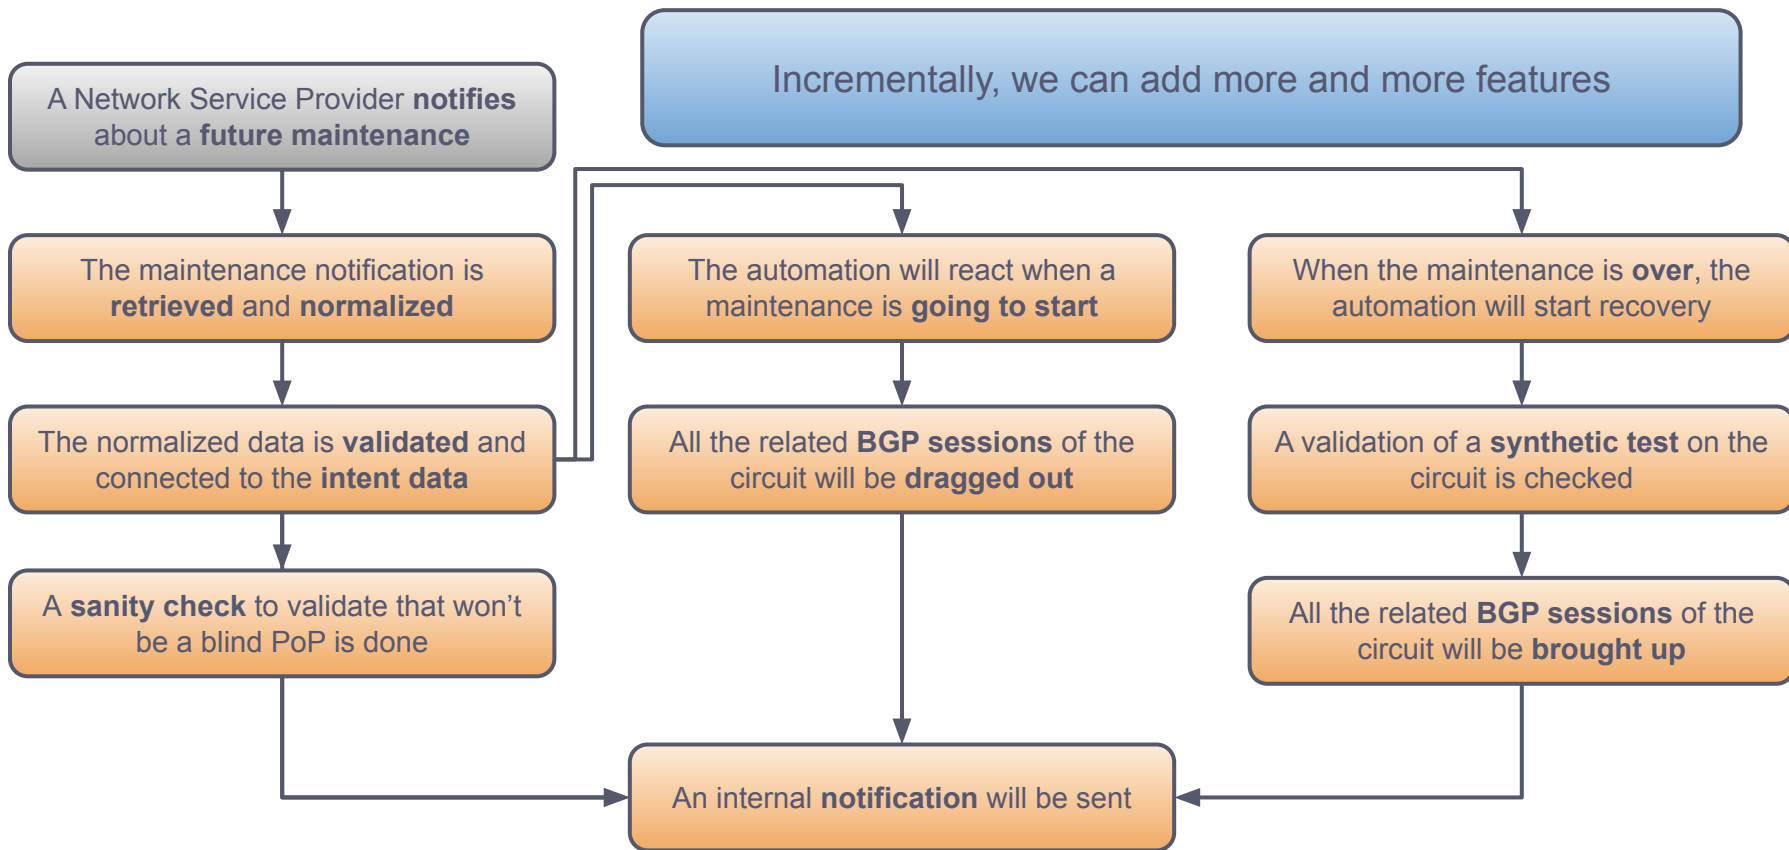 Incrementally, we can add more and more features
A Network Service Provider notifies
about a future maintenance
The maintenance notification is
retrieved and normalized
The normalized data is validated and
connected to the intent data
A sanity check to validate that won’t
be a blind PoP is done
The automation will react when a
maintenance is going to start
All the related BGP sessions of the
circuit will be dragged out
When the maintenance is over, the
automation will start recovery
A validation of a synthetic test on the
circuit is checked
All the related BGP sessions of the
circuit will be brought up
An internal notification will be sent